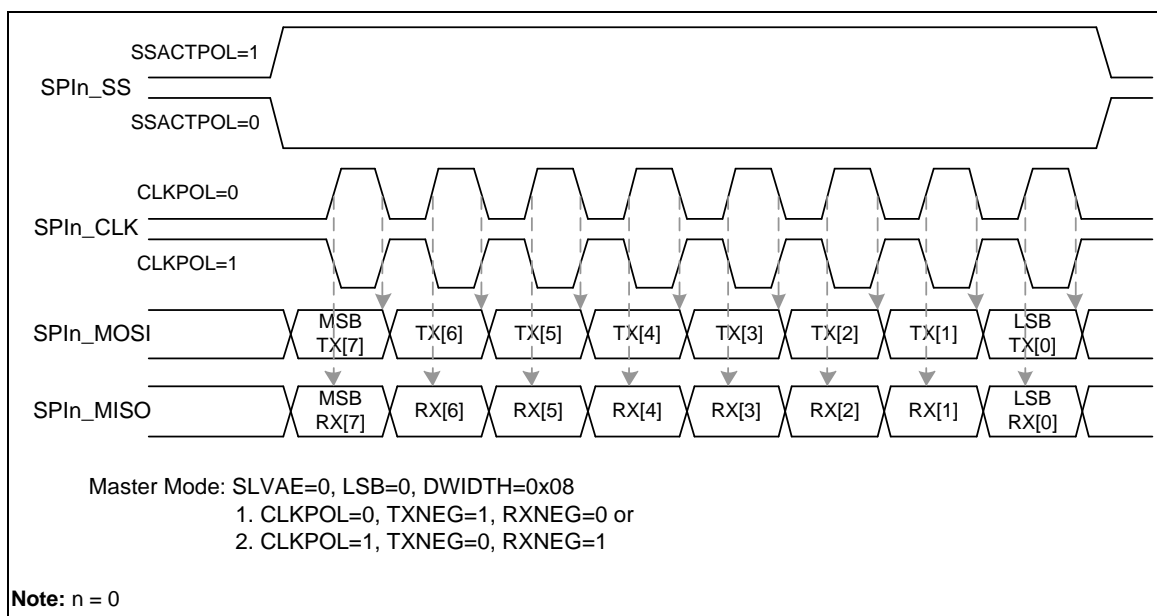 SSACTPOL=1
SPIn_SS
SSACTPOL=0
CLKPOL=0
SPIn_CLK
CLKPOL=1
SPIn_MOSI
MSB TX[6] TX[5] TX[4] TX[3] TX[2] TX[1] LSB
TX[7] TX[0]
SPIn_MISO
MSB RX[6] RX[5] RX[4] RX[3] RX[2] RX[1] LSB
RX[7] RX[0]
Master Mode: SLVAE=0, LSB=0, DWIDTH=0x08
1. CLKPOL=0, TXNEG=1, RXNEG=0 or
2. CLKPOL=1, TXNEG=0, RXNEG=1
Note: n = 0